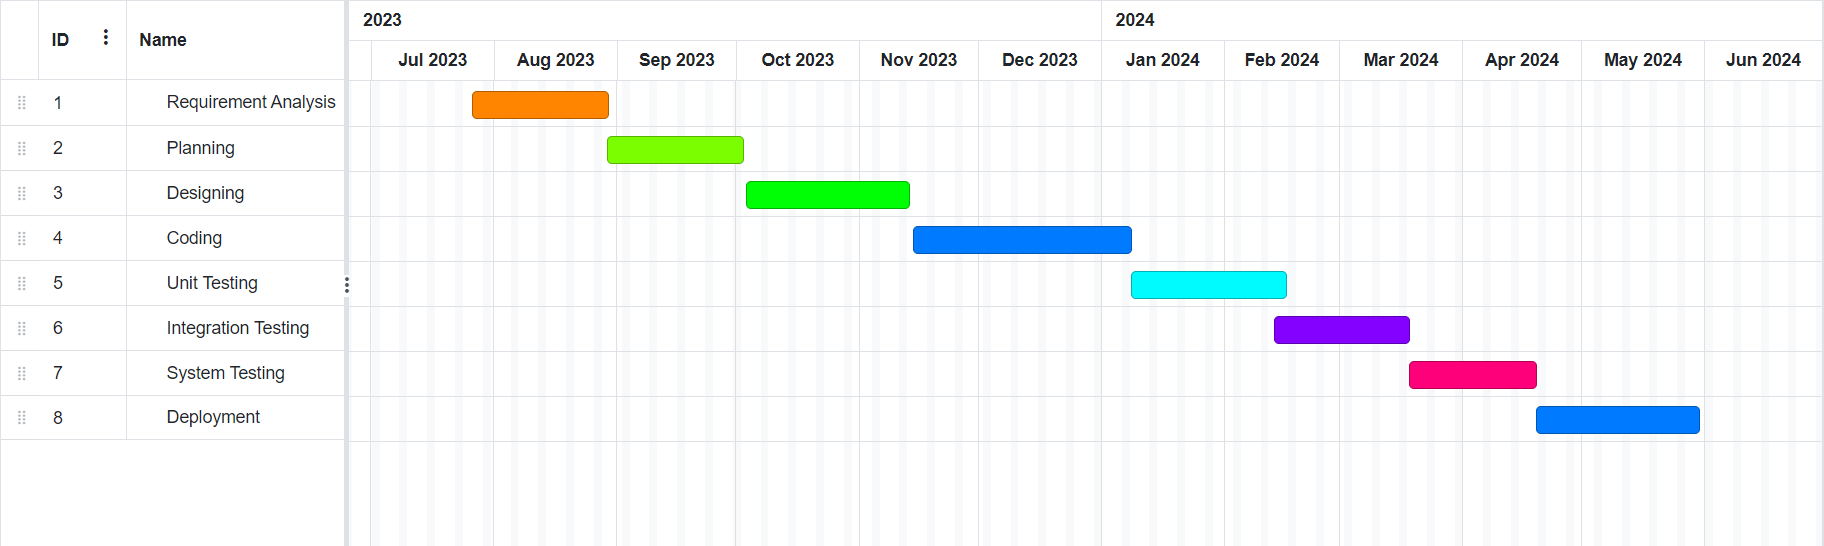 2023 2024
ID Name
Jul 2023 Aug 2023 Sep 2023 Oct 2023 Nov 2023 Dec 2023 Jan 2024 Feb 2024 Mar 2024 Apr 2024 May 2024 Jun 2024
1 Requirement Analysis
2 Planning
3 Designing
4 Coding
5 Unit Testing
6 Integration Testing
7 System Testing
8 Deployment